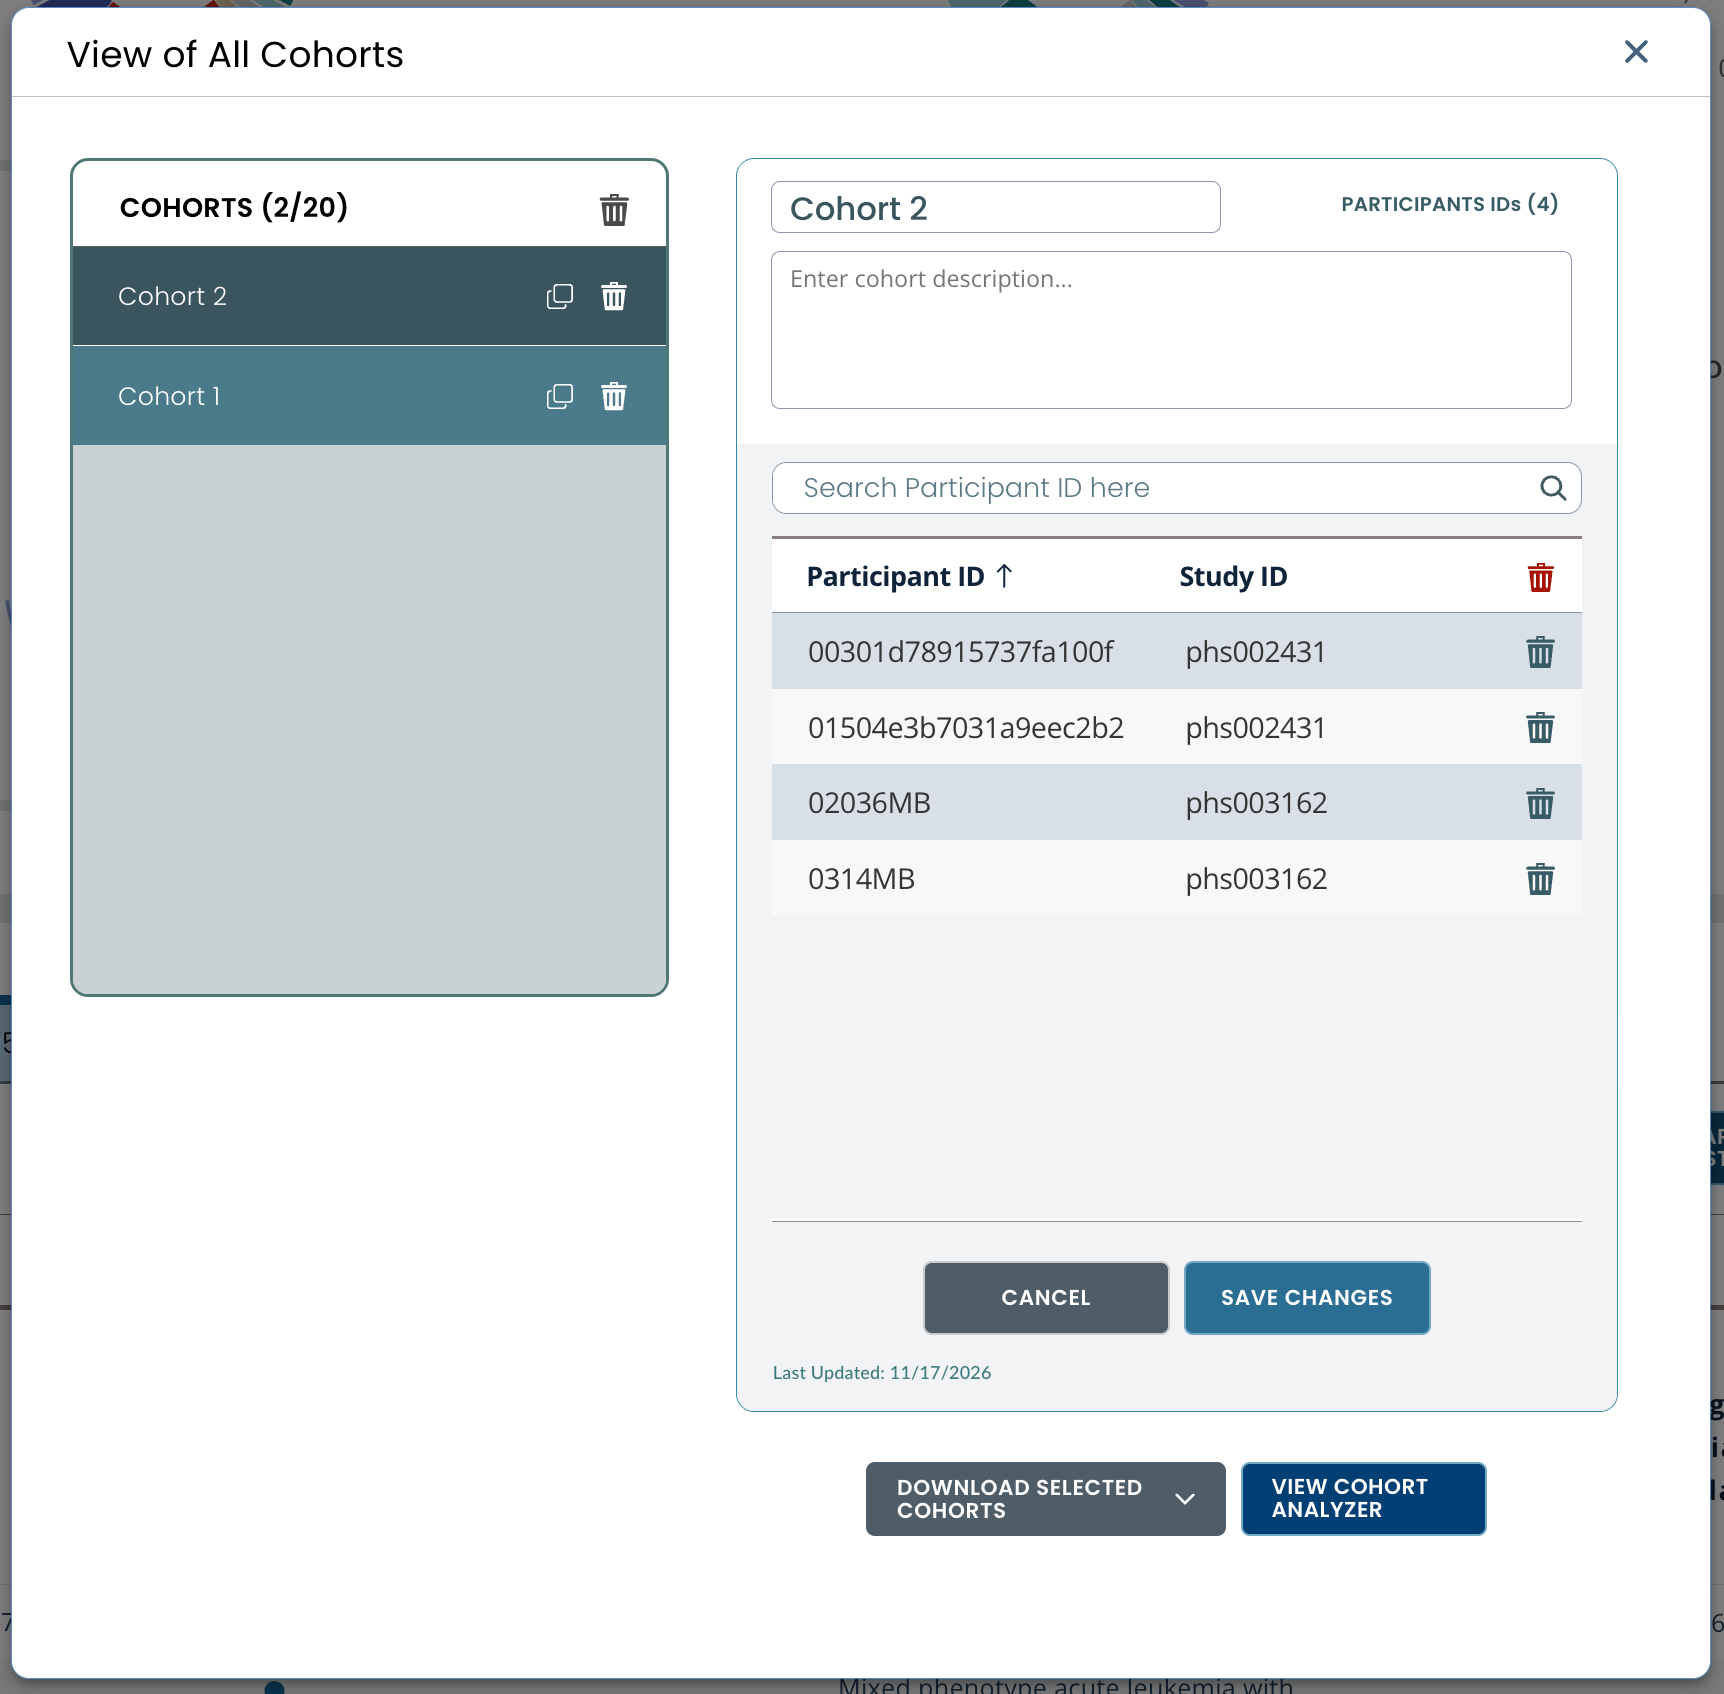 View of All Cohorts
COHORTS (2/20)
Cohort 2
Cohort 1
Cohort 2
PARTICIPANTS IDs (4)
Enter cohort description...
Search Participant ID here
Participant ID ↑ Study ID
00301d78915737fa100f phs002431
01504e3b7031a9eec2b2 phs002431
02036MB phs003162
0314MB phs003162
CANCEL
SAVE CHANGES
Last Updated: 11/17/2026
DOWNLOAD SELECTED
COHORTS
VIEW COHORT
ANALYZER
Mixed phenotype acute leukemia with